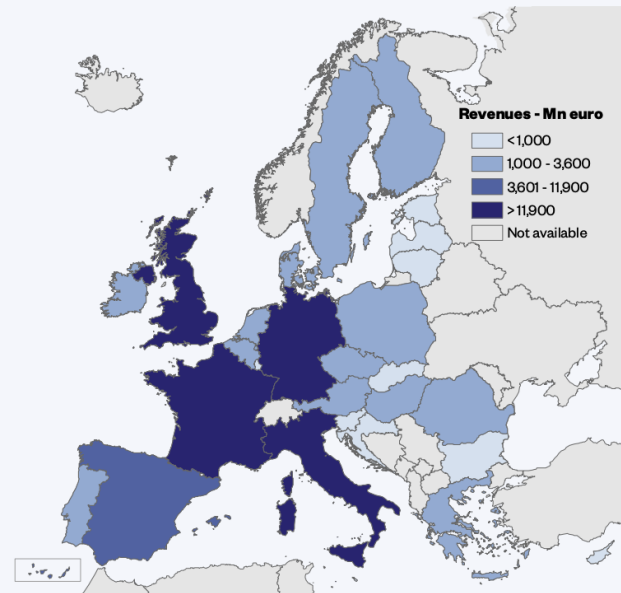 Revenues - Mn euro
<1,000
1,000 - 3,600
3,601 - 11,900
>11,900
Not available